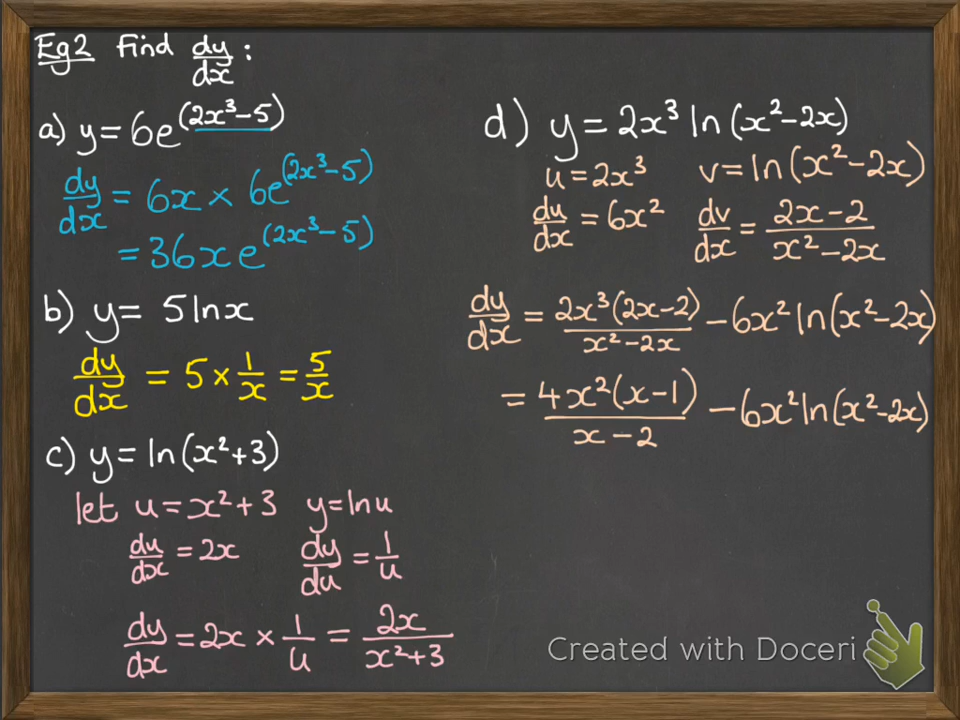 Eg2 Find dy/dx :
a) y = 6e^(2x³-5)
dy/dx = 6x × 6e^(2x³-5)
= 36xe^(2x³-5)
b) y = 5 ln x
dy/dx = 5 × 1/x = 5/x
c) y = ln(x²+3)
let u = x²+3 y = ln u
du/dx = 2x dy/du = 1/u
dy/dx = 2x × 1/u = 2x/(x²+3)
d) y = 2x³ ln(x²-2x)
u = 2x³ v = ln(x²-2x)
du/dx = 6x² dv/dx = (2x-2)/(x²-2x)
dy/dx = 2x³(2x-2)/(x²-2x) - 6x² ln(x²-2x)
= 4x²(x-1)/(x-2) - 6x² ln(x²-2x)
Created with Doceri